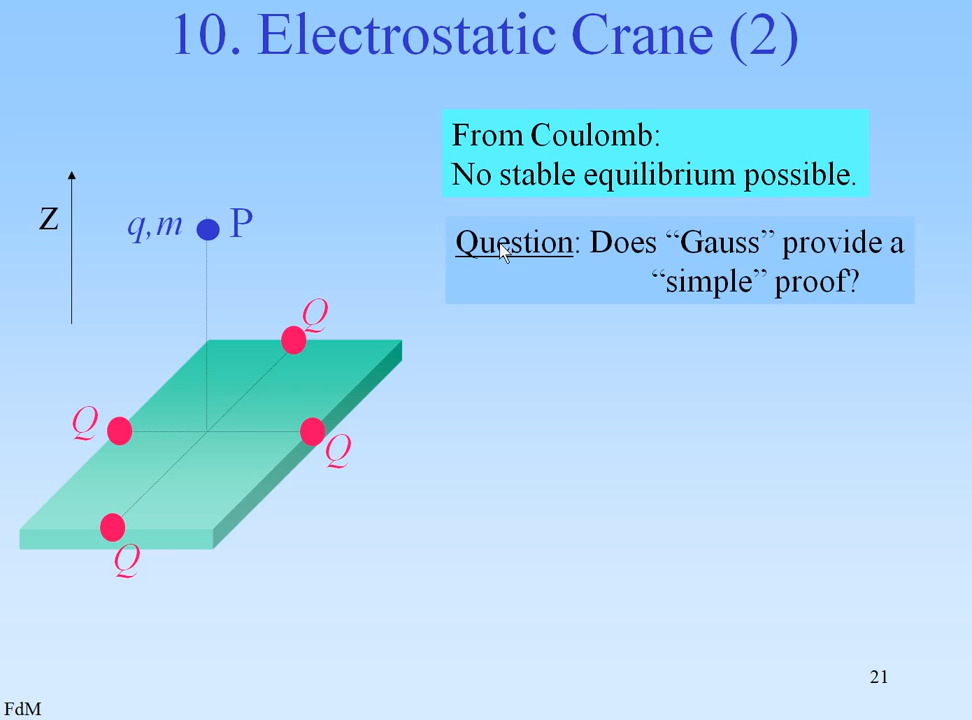 10. Electrostatic Crane (2)
From Coulomb:
No stable equilibrium possible.
Z
q,m
P
Question: Does “Gauss” provide a
“simple” proof?
Q
Q
Q
Q
21
FdM